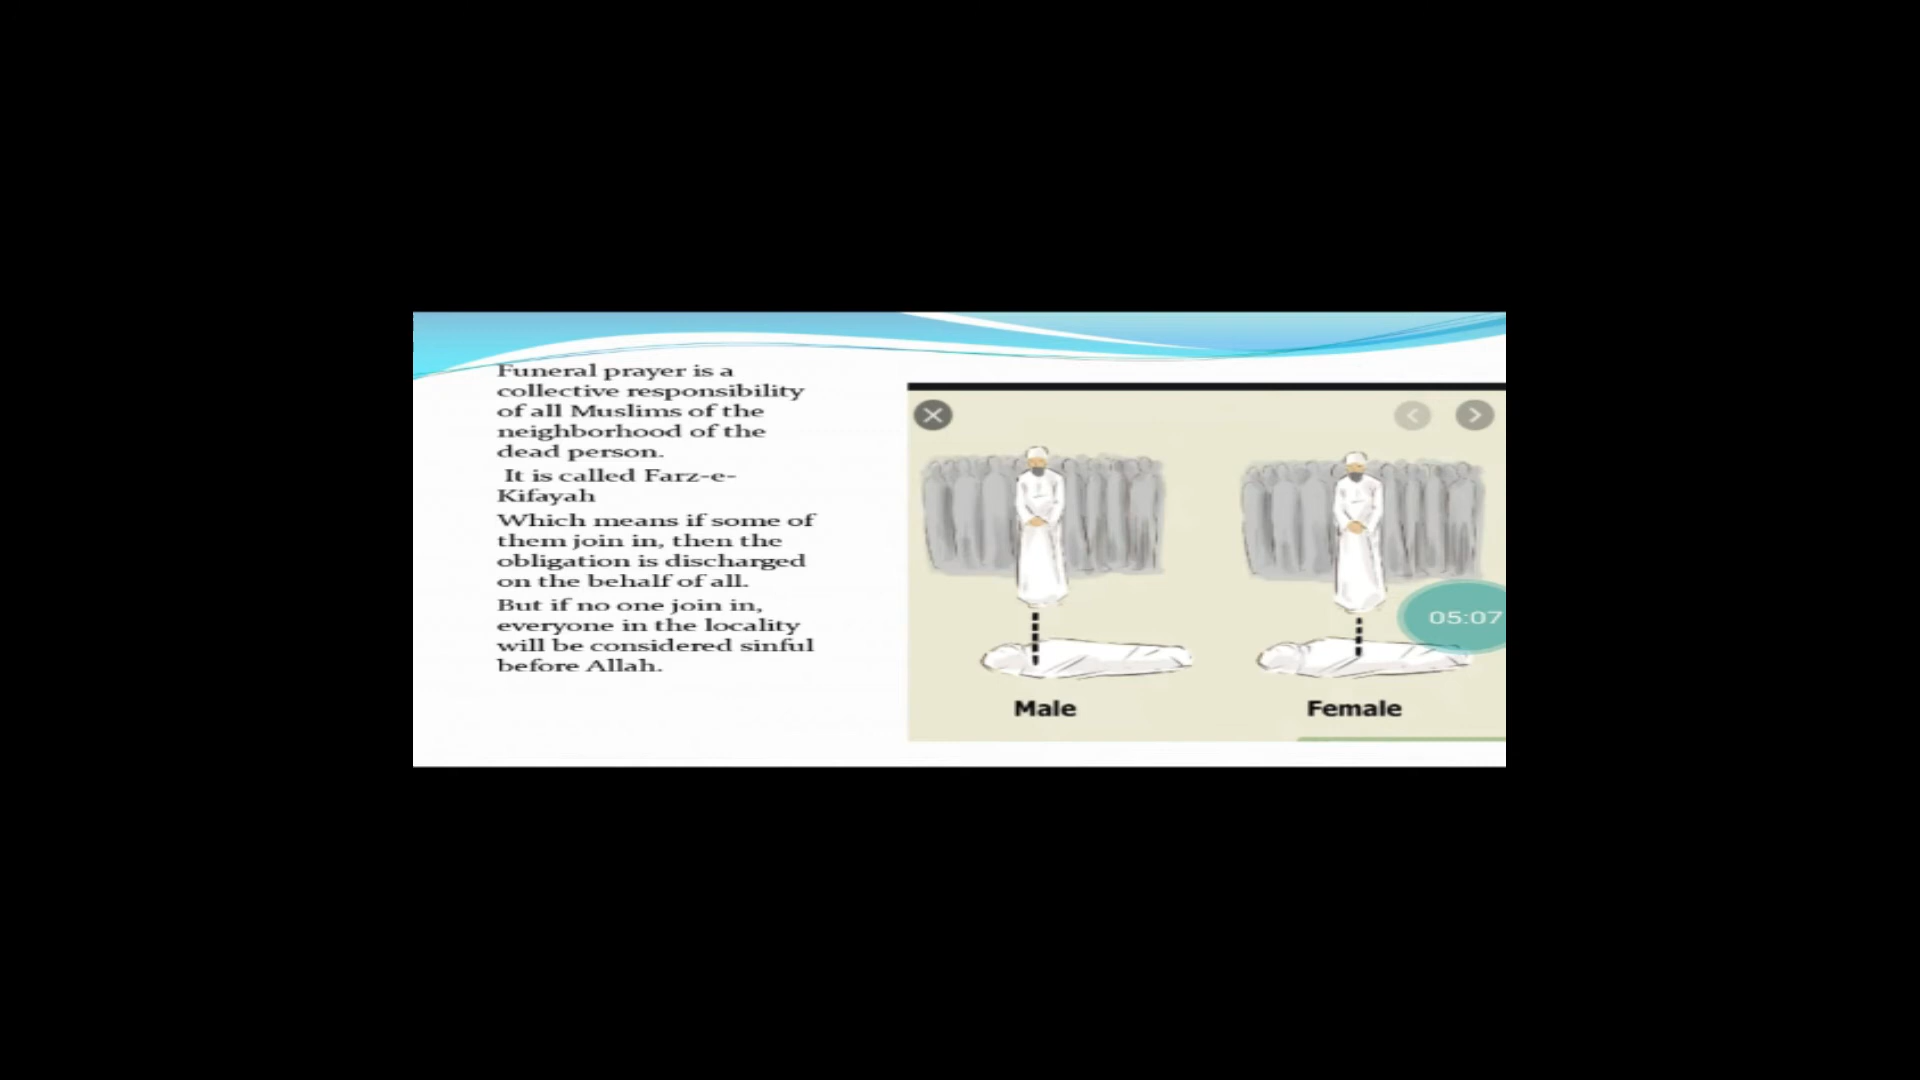 Funeral prayer is a
collective responsibility
of all Muslims of the
neighborhood of the
dead person.
It is called Farz-e-
Kifayah
Which means if some of
them join in, then the
obligation is discharged
on the behalf of all.
But if no one join in,
everyone in the locality
will be considered sinful
before Allah.
05:07
Male
Female